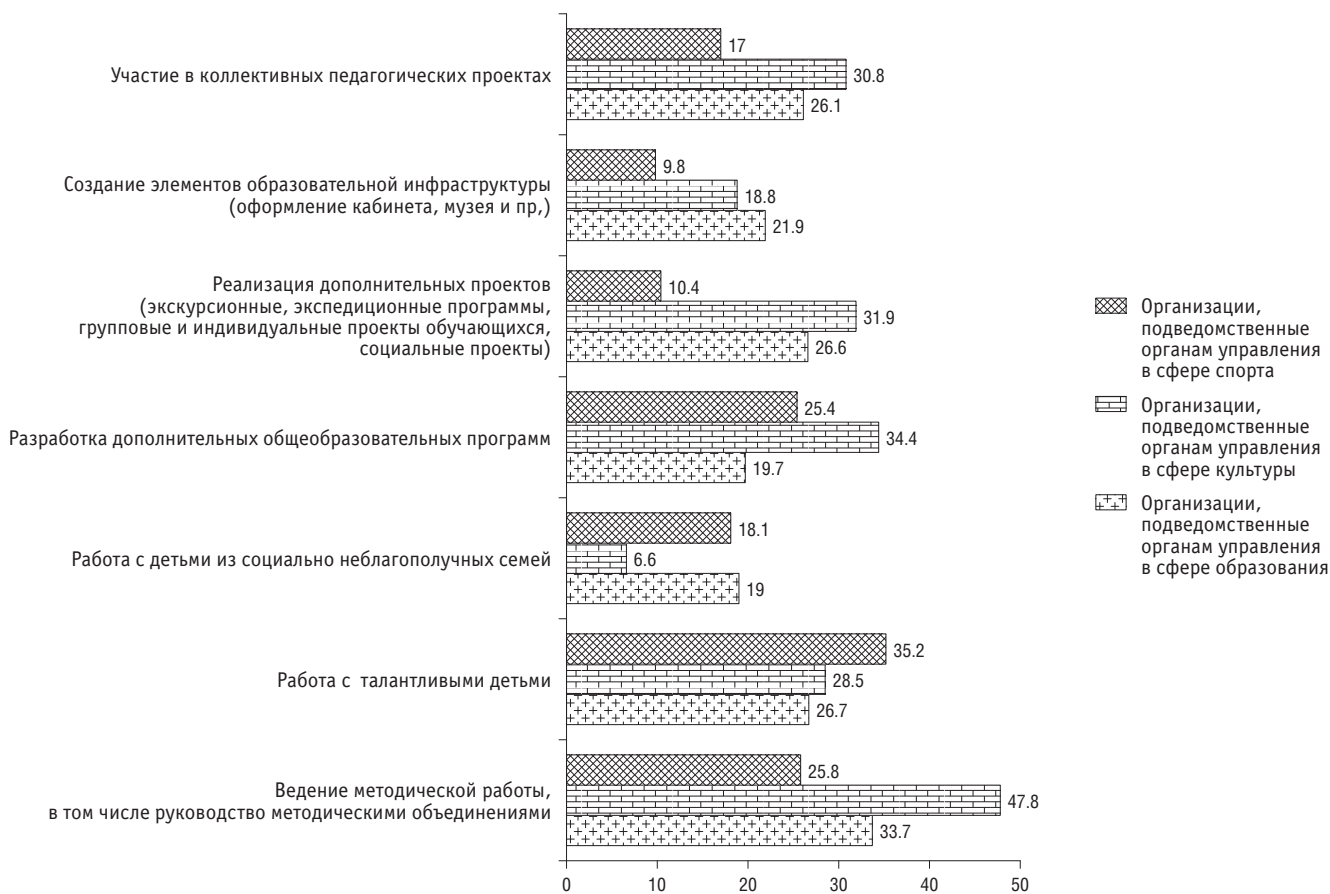 Участие в коллективных педагогических проектах
17
30.8
26.1
Создание элементов образовательной инфраструктуры
(оформление кабинета, музея и пр,)
9.8
18.8
21.9
Реализация дополнительных проектов
(экскурсионные, экспедиционные программы,
групповые и индивидуальные проекты обучающихся,
социальные проекты)
10.4
31.9
26.6
Разработка дополнительных общеобразовательных программ
25.4
34.4
19.7
Работа с детьми из социально неблагополучных семей
18.1
6.6
19
Работа с талантливыми детьми
35.2
28.5
26.7
Ведение методической работы,
в том числе руководство методическими объединениями
25.8
47.8
33.7
0 10 20 30 40 50
Организации,
подведомственные
органам управления
в сфере спорта
Организации,
подведомственные
органам управления
в сфере культуры
Организации,
подведомственные
органам управления
в сфере образования